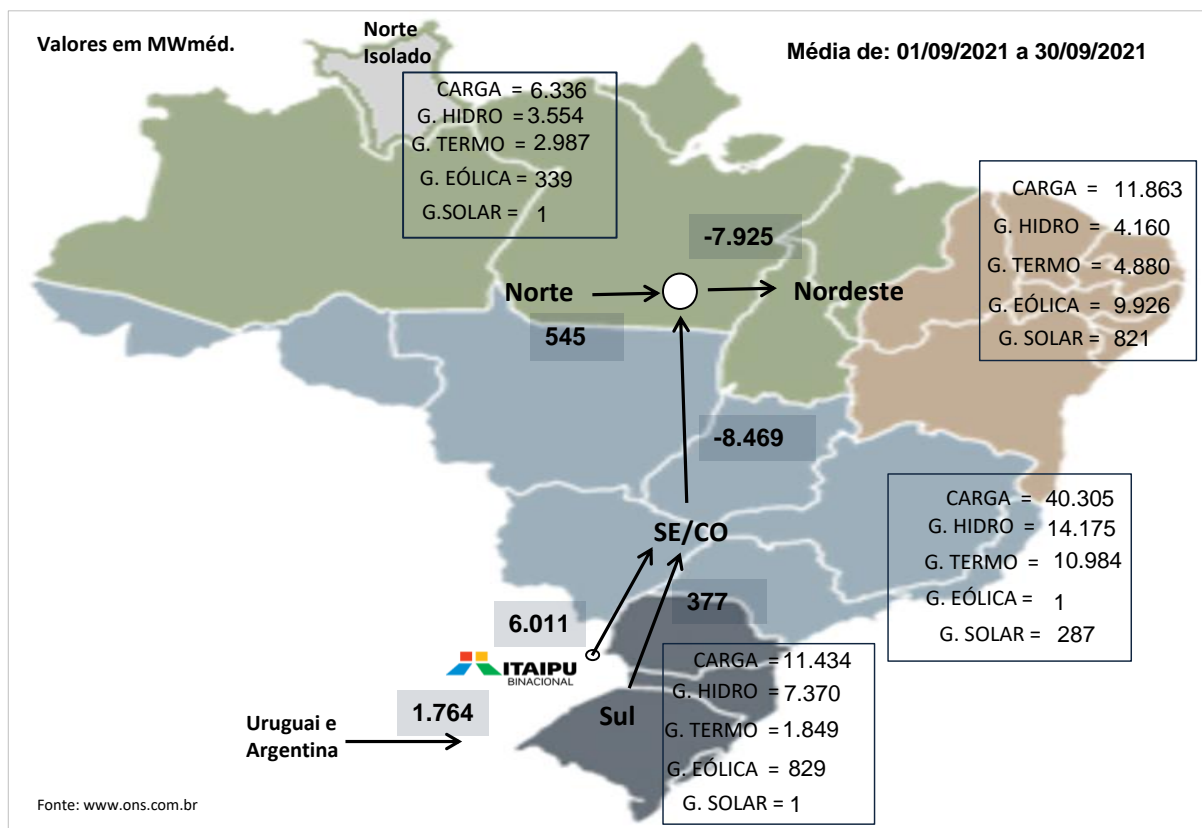 Valores em MWméd.
Norte
Isolado
Média de: 01/09/2021 a 30/09/2021
CARGA = 6.336
G. HIDRO = 3.554
G. TERMO = 2.987
G. EÓLICA = 339
G.SOLAR = 1
CARGA = 11.863
G. HIDRO = 4.160
G. TERMO = 4.880
G. EÓLICA = 9.926
G. SOLAR = 821
-7.925
Norte
Nordeste
545
-8.469
CARGA = 40.305
G. HIDRO = 14.175
G. TERMO = 10.984
G. EÓLICA = 1
G. SOLAR = 287
SE/CO
377
6.011
ITAIPU
BINACIONAL
CARGA = 11.434
G. HIDRO = 7.370
G. TERMO = 1.849
G. EÓLICA = 829
G. SOLAR = 1
Sul
1.764
Uruguai e
Argentina
Fonte: www.ons.com.br